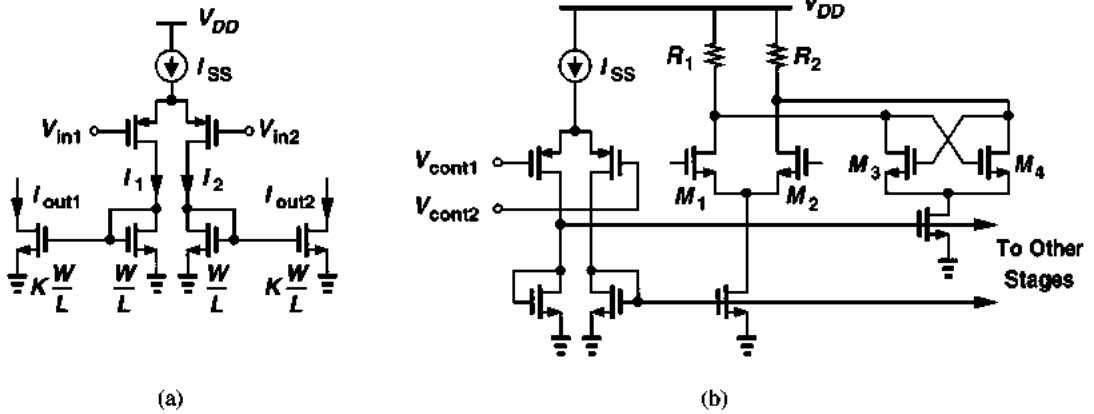 V_DD
I_SS
V_in1
V_in2
I_1
I_2
I_out1
I_out2
K W/L
W/L
W/L
K W/L
(a)
V_DD
R_1
R_2
I_SS
V_cont1
V_cont2
M_1
M_2
M_3
M_4
To Other
Stages
(b)